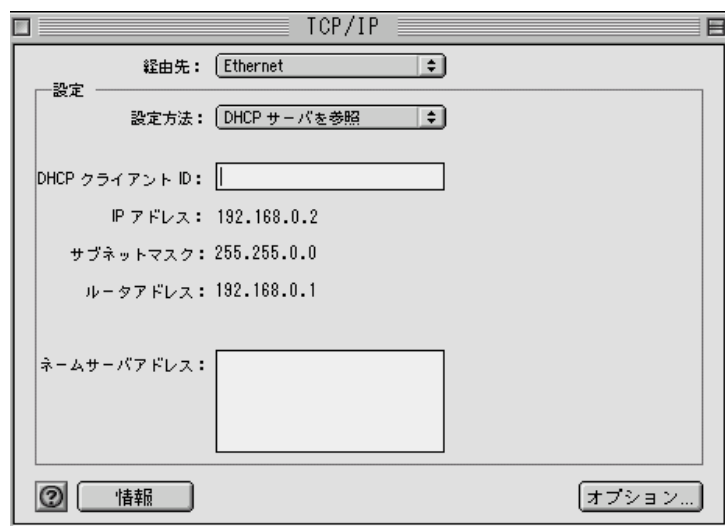 TCP/IP
経由先： Ethernet
設定
設定方法： DHCP サーバを参照
DHCP クライアント ID：
IP アドレス： 192.168.0.2
サブネットマスク： 255.255.0.0
ルータアドレス： 192.168.0.1
ネームサーバアドレス：
? 情報 オプション...